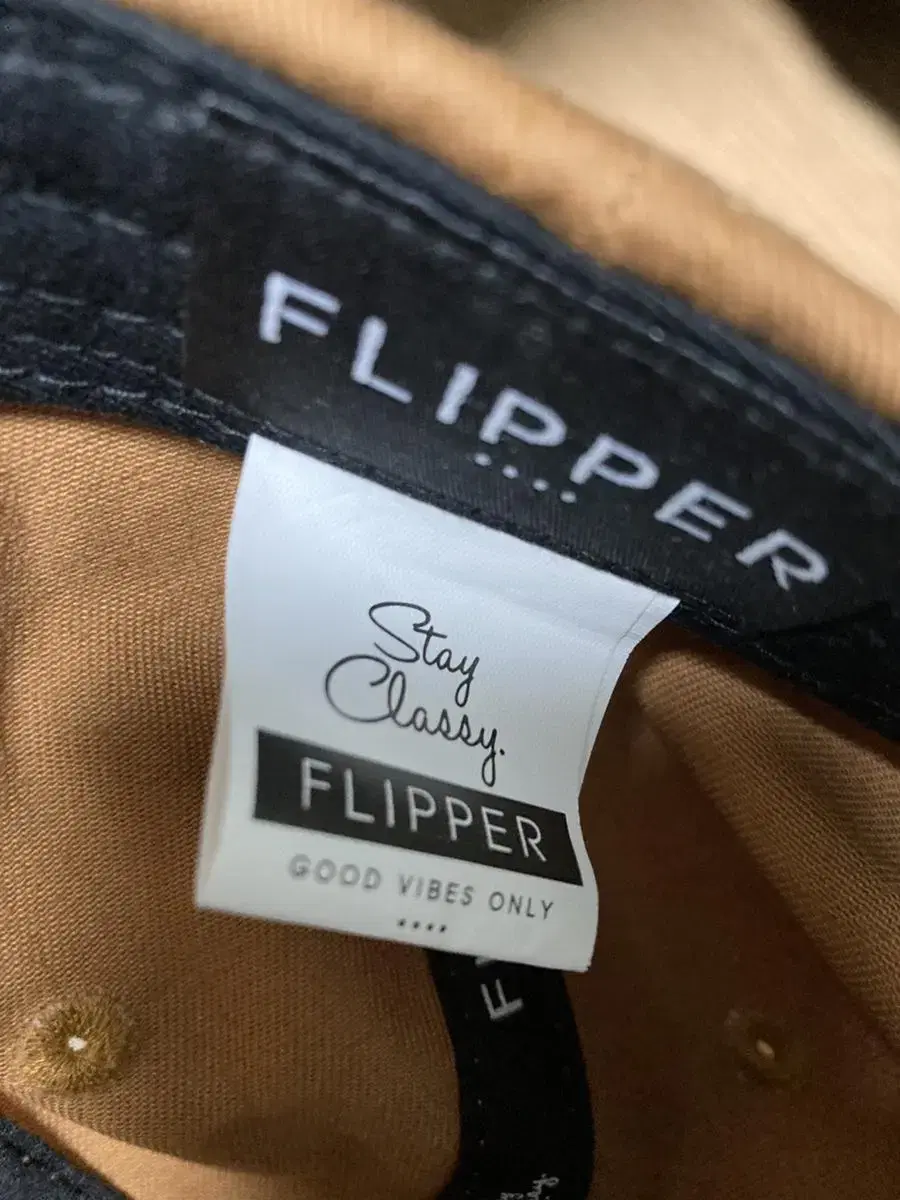 FLIPPER
Stay
Classy.
FLIPPER
GOOD VIBES ONLY
F